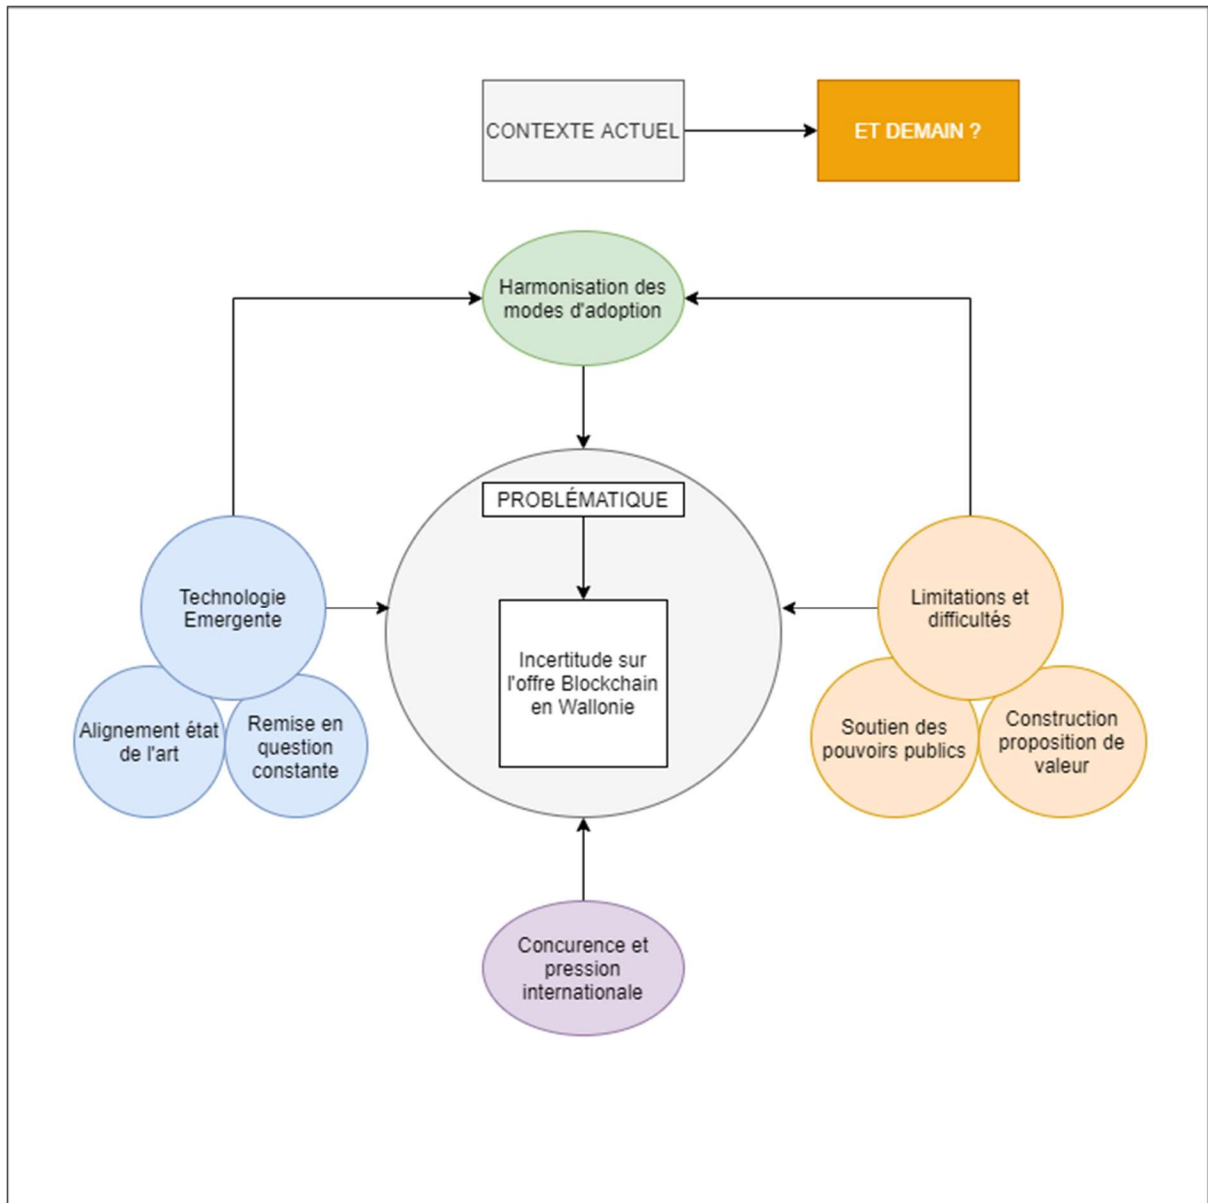 CONTEXTE ACTUEL
ET DEMAIN ?
Harmonisation des
modes d'adoption
PROBLÉMATIQUE
Technologie
Emergente
Limitations et
difficultés
Incertitude sur
l'offre Blockchain
en Wallonie
Alignement état
de l'art
Remise en
question
constante
Soutien des
pouvoirs publics
Construction
proposition de
valeur
Concurence et
pression
internationale